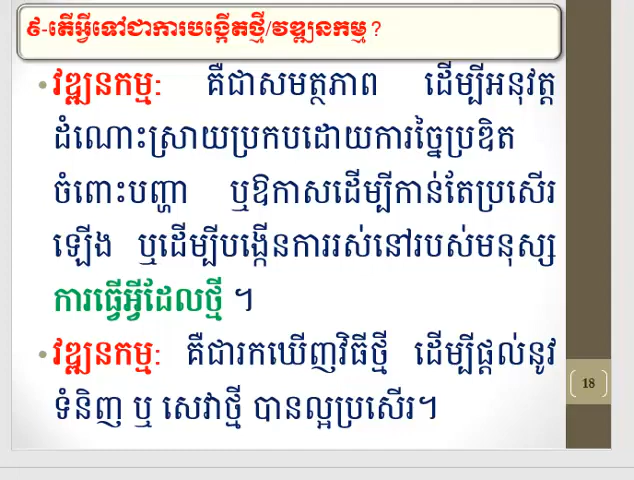 ៩-តើអ្វីទៅជាការបង្កើតថ្មី/វឌ្ឍនកម្ម ?
•វឌ្ឍនកម្ម: គឺជាសមត្ថភាព ដើម្បីអនុវត្ត
ដំណោះស្រាយប្រកបដោយការច្នៃប្រឌិត
ចំពោះបញ្ហា ឬឱកាសដើម្បីកាន់តែប្រសើរ
ឡើង ឬដើម្បីបង្កើនការរស់នៅរបស់មនុស្ស
ការធ្វើអ្វីដែលថ្មី ។
•វឌ្ឍនកម្ម: គឺជារកឃើញវិធីថ្មី ដើម្បីផ្តល់នូវ
ទំនិញ ឬ សេវាថ្មី បានល្អប្រសើរ។
18